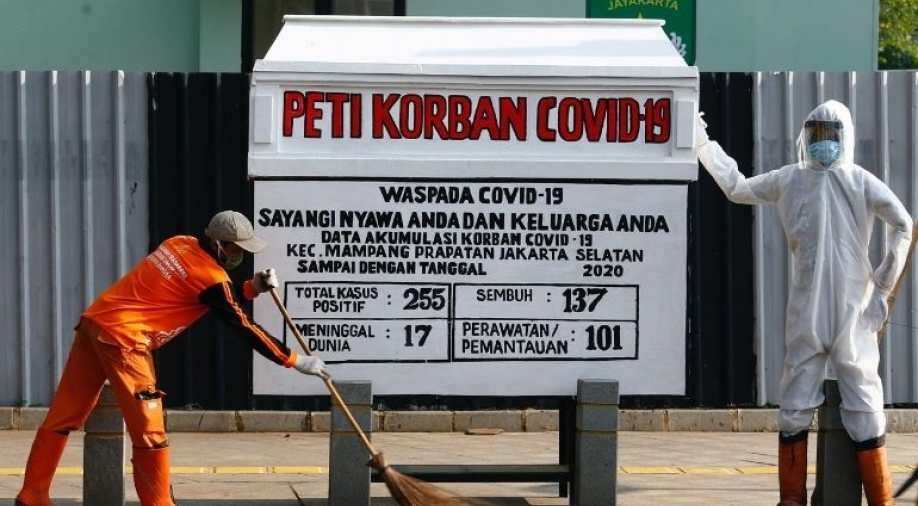 JAYAKARTA
PETI KORBAN COVID-19
WASPADA COVID-19
SAYANGI NYAWA ANDA DAN KELUARGA ANDA
DATA AKUMULASI KORBAN COVID-19
KEC. MAMPANG PRAPATAN JAKARTA SELATAN
SAMPAI DENGAN TANGGAL 2020
TOTAL KASUS POSITIF : 255
SEMBUH : 137
MENINGGAL DUNIA : 17
PERAWATAN/ PEMANTAUAN : 101